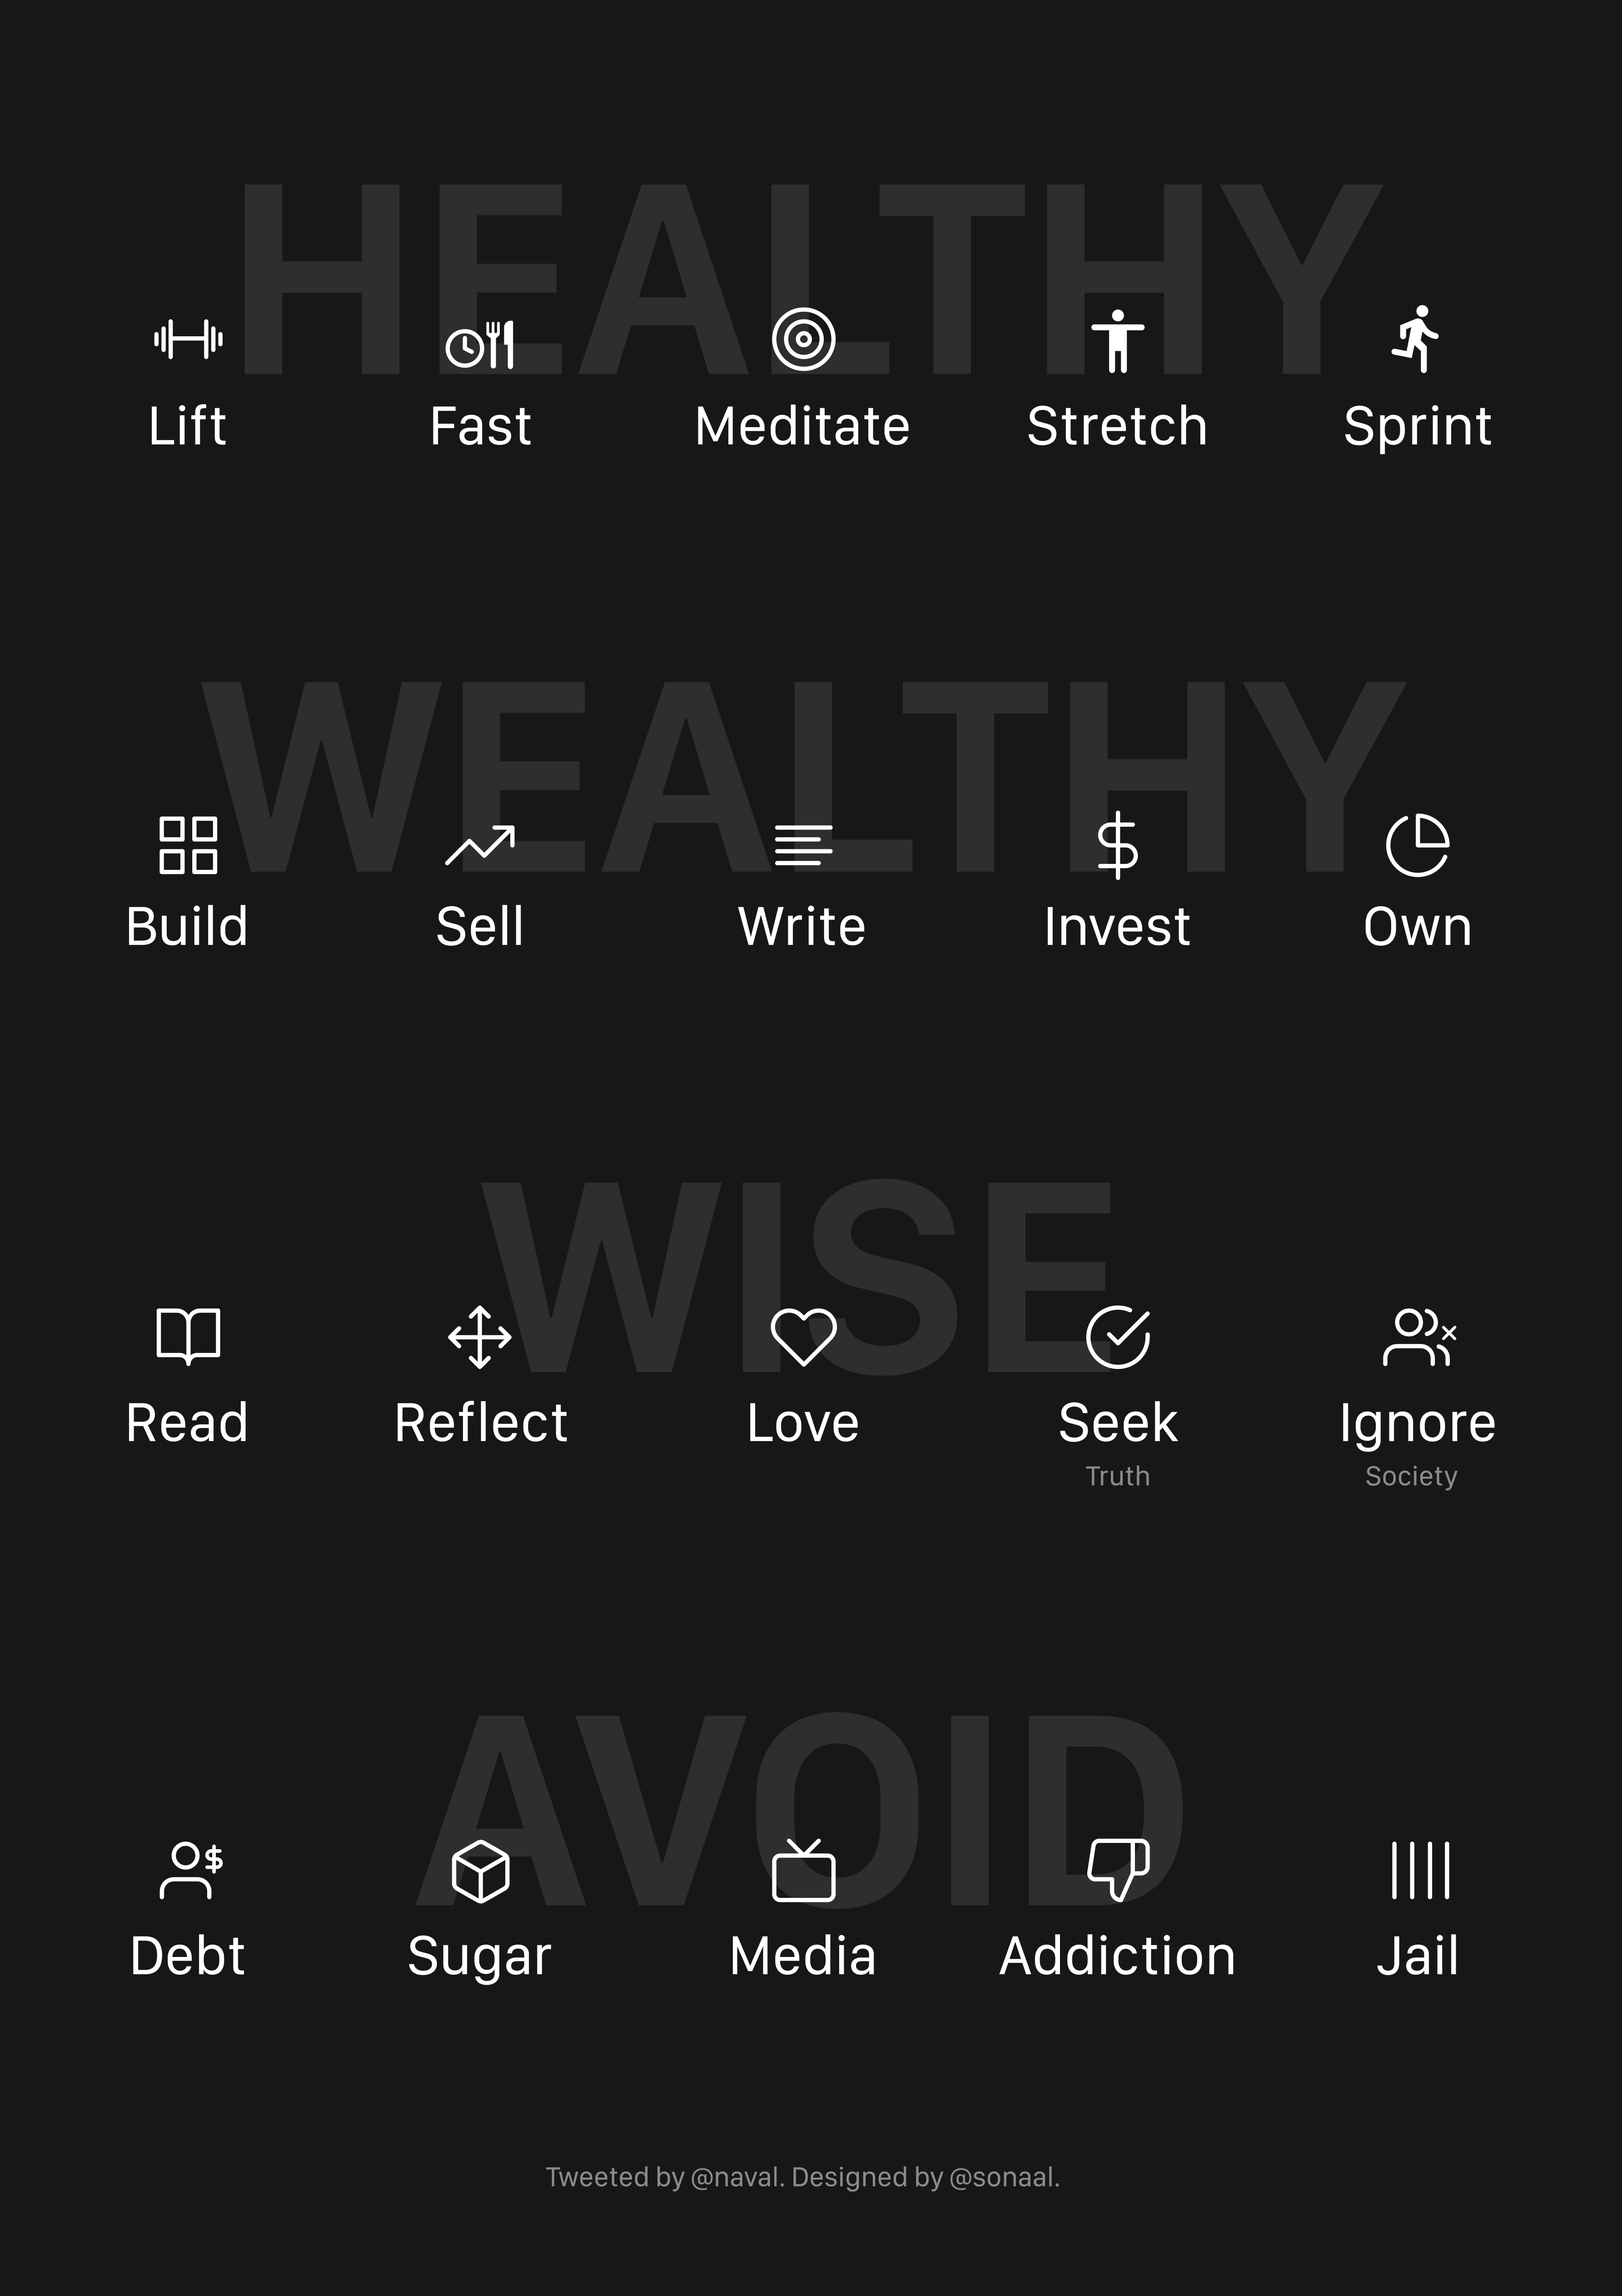 HEALTHY
Lift Fast Meditate Stretch Sprint
WEALTHY
Build Sell Write Invest Own
WISE
Read Reflect Love Seek Ignore
Truth Society
AVOID
Debt Sugar Media Addiction Jail
Tweeted by @naval. Designed by @sonaal.